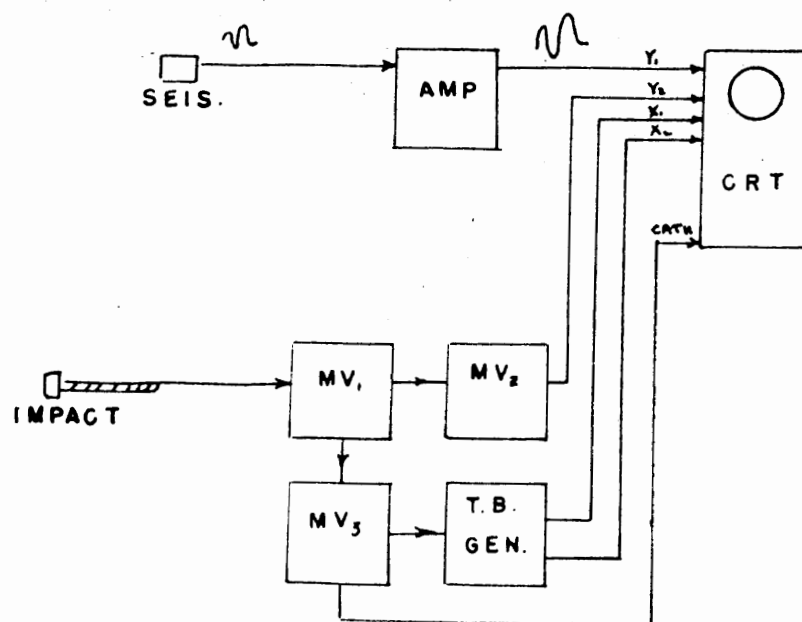 SEIS.
AMP
Y₁
Y₂
X₁
X₂
CRT
CATH
IMPACT
MV₁
MV₂
MV₃
T.B.
GEN.